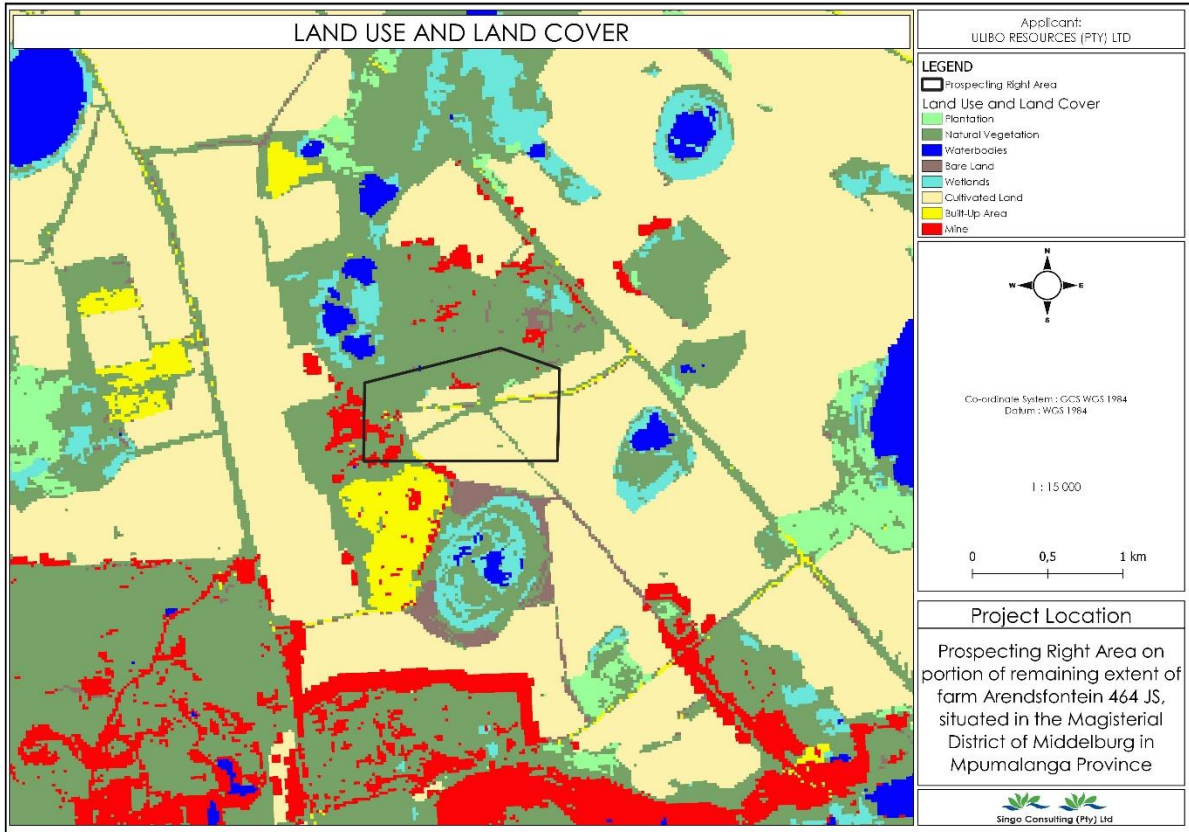 LAND USE AND LAND COVER
Applicant:
ULIBO RESOURCES (PTY) LTD
LEGEND
Prospecting Right Area
Land Use and Land Cover
Plantation
Natural Vegetation
Waterbodies
Bare Land
Wetlands
Cultivated Land
Built-Up Area
Mine
N
W
E
S
Co-ordinate System : GCS WGS 1984
Datum : WGS 1984
1 : 15 000
0 0,5 1 km
Project Location
Prospecting Right Area on
portion of remaining extent of
farm Arendsfontein 464 JS,
situated in the Magisterial
District of Middelburg in
Mpumalanga Province
Singo Consulting (Pty) Ltd